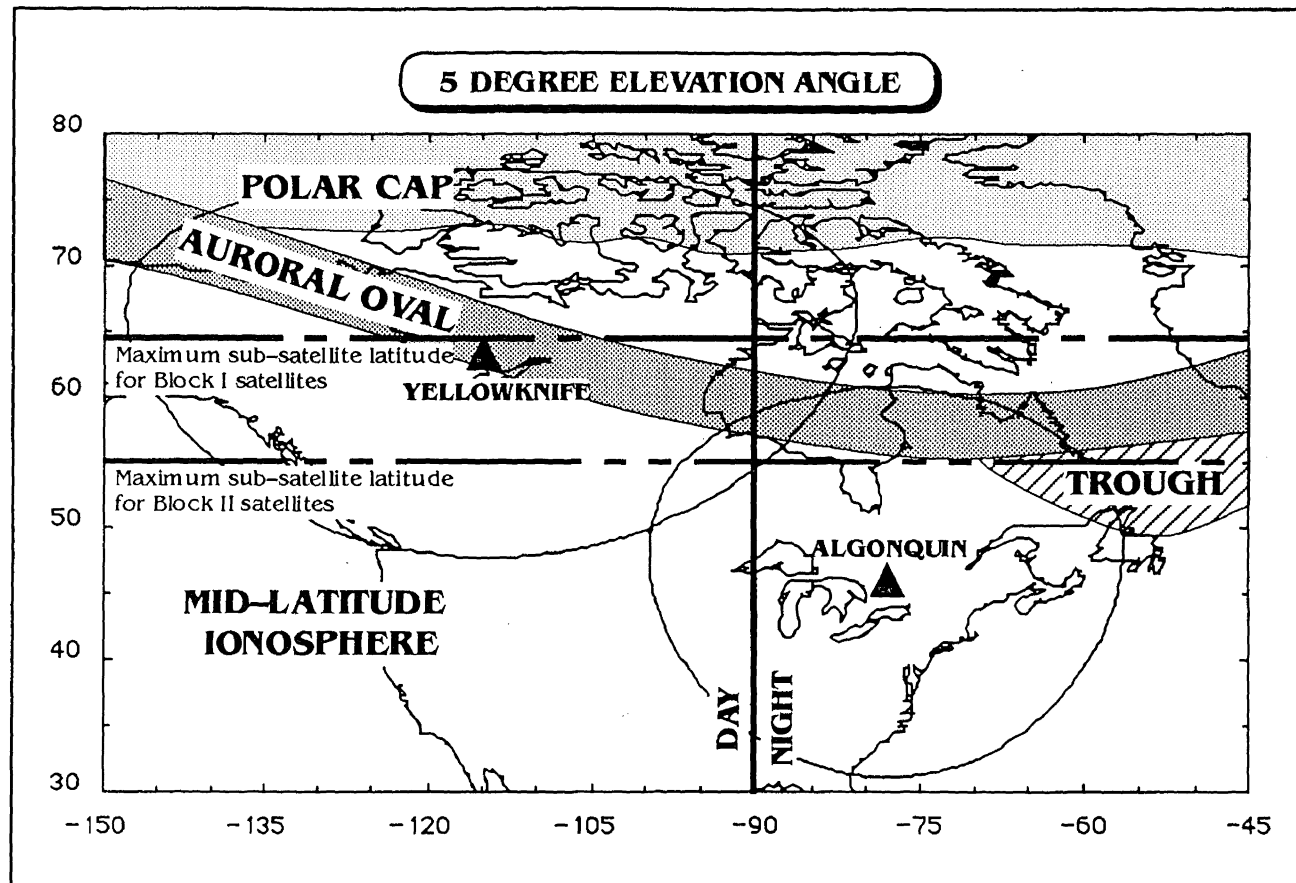 5 DEGREE ELEVATION ANGLE
80
POLAR CAP
AURORAL OVAL
70
Maximum sub-satellite latitude
for Block I satellites
YELLOWKNIFE
60
Maximum sub-satellite latitude
for Block II satellites
TROUGH
50
ALGONQUIN
MID-LATITUDE
IONOSPHERE
40
DAY
NIGHT
30
-150
-135
-120
-105
-90
-75
-60
-45